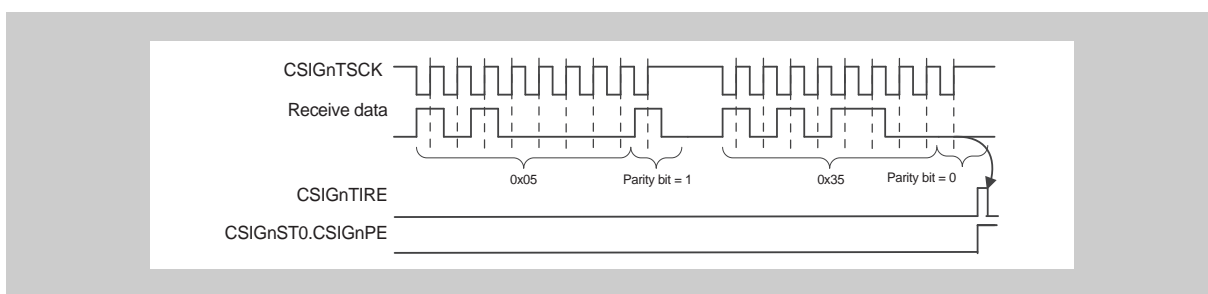 CSIGnTSCK
Receive data
0x05
Parity bit = 1
0x35
Parity bit = 0
CSIGnTIRE
CSIGnST0.CSIGnPE